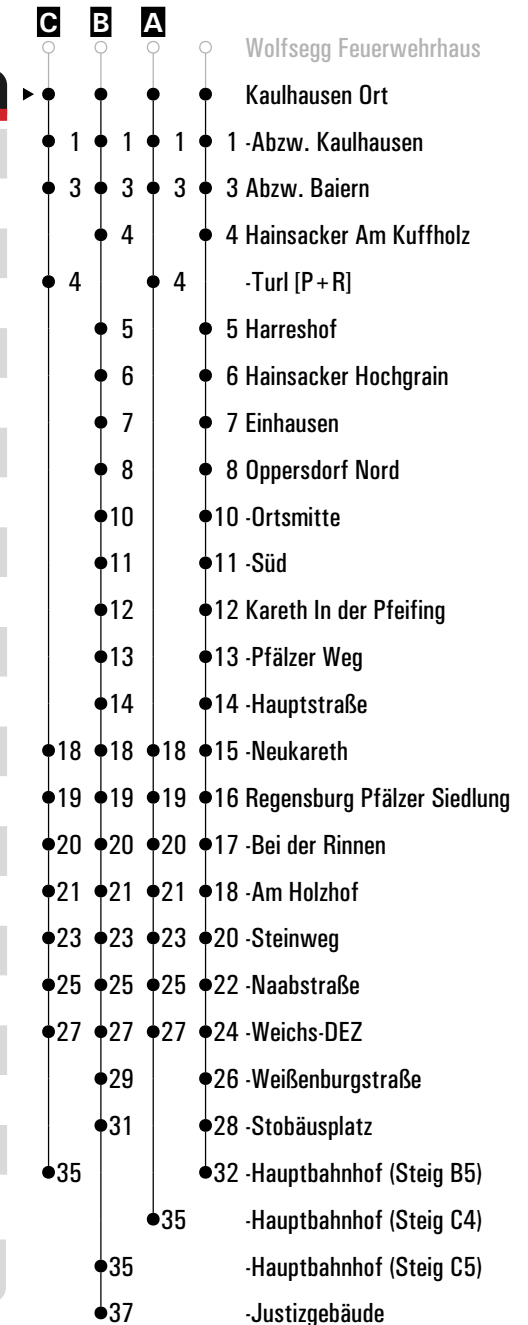 C B A
Wolfsegg Feuerwehrhaus
Kaulhausen Ort
1 1 1 1 -Abzw. Kaulhausen
3 3 3 3 Abzw. Baiern
4 4 Hainsacker Am Kuffholz
4 4 -Turl [P+R]
5 5 Harreshof
6 6 Hainsacker Hochgrain
7 7 Einhausen
8 8 Oppersdorf Nord
10 10 -Ortsmitte
11 11 -Süd
12 12 Kareth In der Pfeifing
13 13 -Pfälzer Weg
14 14 -Hauptstraße
18 18 18 15 -Neukareth
19 19 19 16 Regensburg Pfälzer Siedlung
20 20 20 17 -Bei der Rinnen
21 21 21 18 -Am Holzhof
23 23 23 20 -Steinweg
25 25 25 22 -Naabstraße
27 27 27 24 -Weichs-DEZ
29 26 -Weißenburgstraße
31 28 -Stobäusplatz
35 32 -Hauptbahnhof (Steig B5)
35 -Hauptbahnhof (Steig C4)
35 -Hauptbahnhof (Steig C5)
37 -Justizgebäude